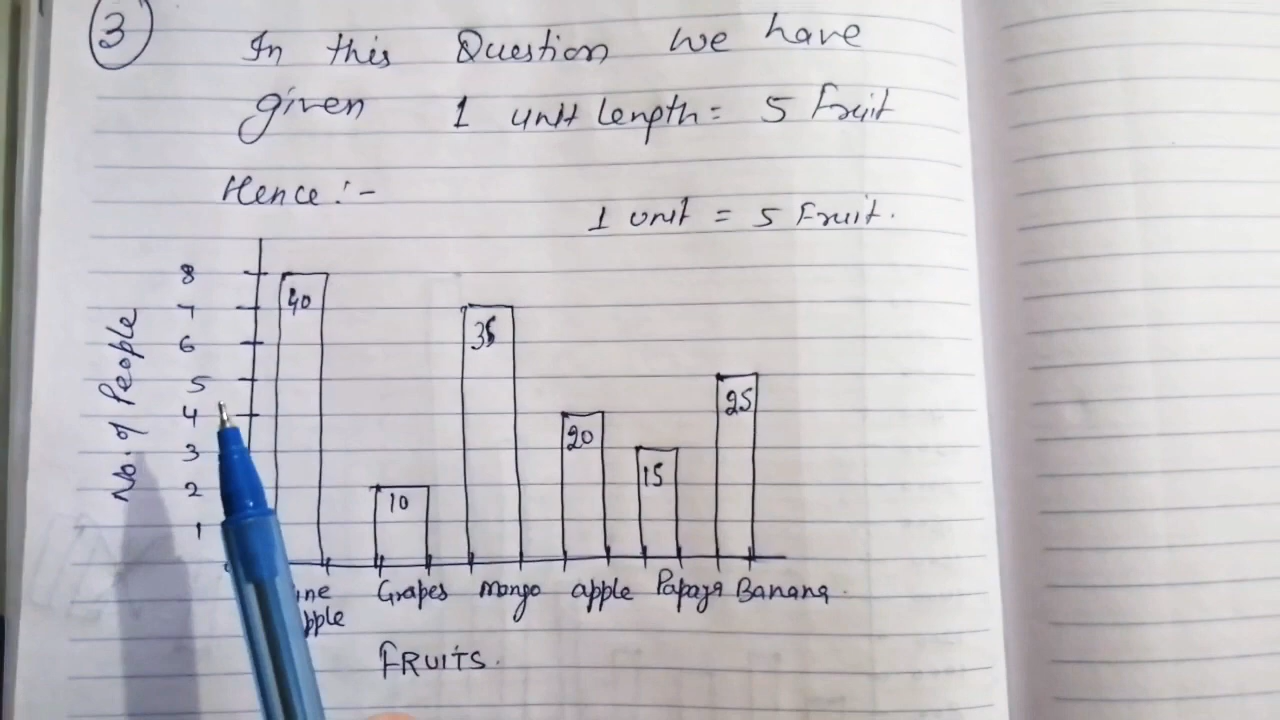 3
In this Question we have
given 1 unit length = 5 Fruit
Hence :-
1 unit = 5 Fruit.
No. of People
8
7
6
5
4
3
2
1
40
10
35
20
15
25
Grapes Mango apple Papaya Banana.
FRUITS.